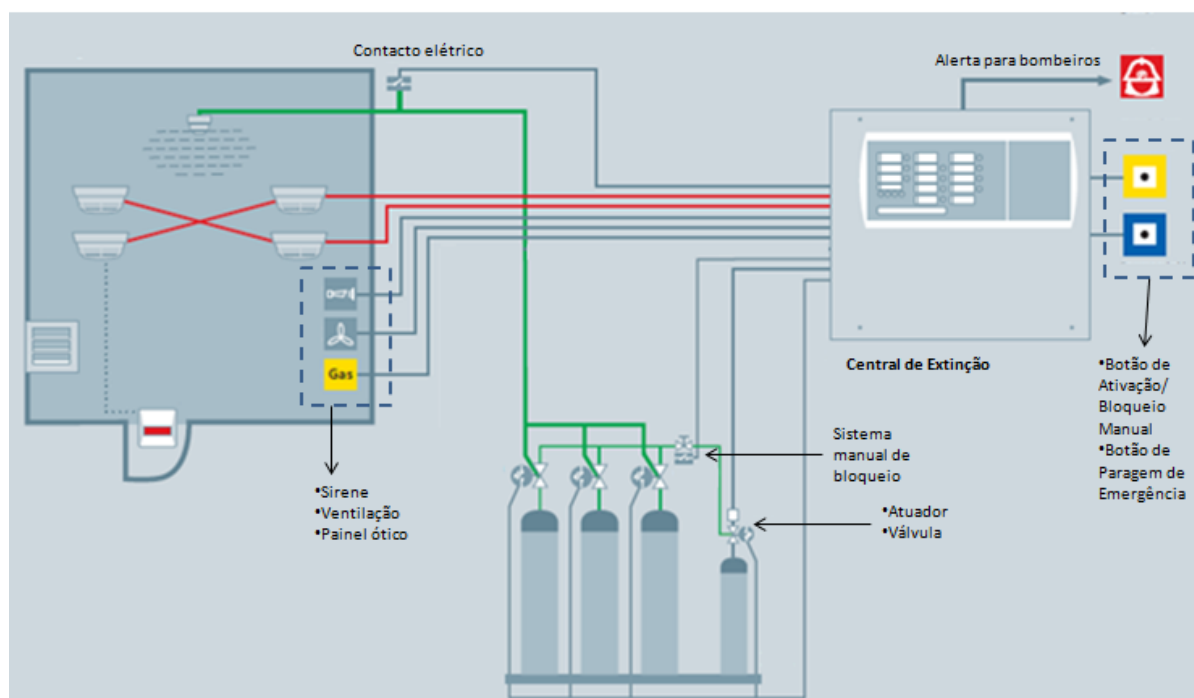 Contacto elétrico
Alerta para bombeiros
Gas
Central de Extinção
•Botão de
Ativação/
Bloqueio
Manual
•Botão de
Paragem de
Emergência
Sistema
manual de
bloqueio
•Sirene
•Ventilação
•Painel ótico
•Atuador
•Válvula